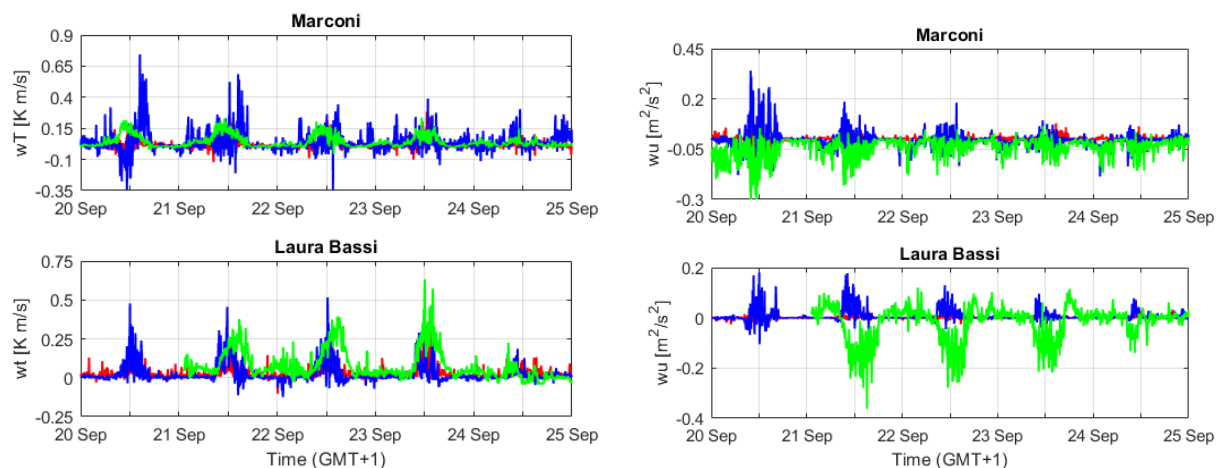 Marconi
wT [K m/s]
0.9
0.65
0.4
0.15
-0.1
-0.35
20 Sep 21 Sep 22 Sep 23 Sep 24 Sep 25 Sep
Laura Bassi
wt [K m/s]
0.75
0.5
0.25
0
-0.25
20 Sep 21 Sep 22 Sep 23 Sep 24 Sep 25 Sep
Time (GMT+1)
Marconi
wu [m²/s²]
0.45
0.2
-0.05
-0.3
20 Sep 21 Sep 22 Sep 23 Sep 24 Sep 25 Sep
Laura Bassi
wu [m²/s²]
0.2
0
-0.2
-0.4
20 Sep 21 Sep 22 Sep 23 Sep 24 Sep 25 Sep
Time (GMT+1)